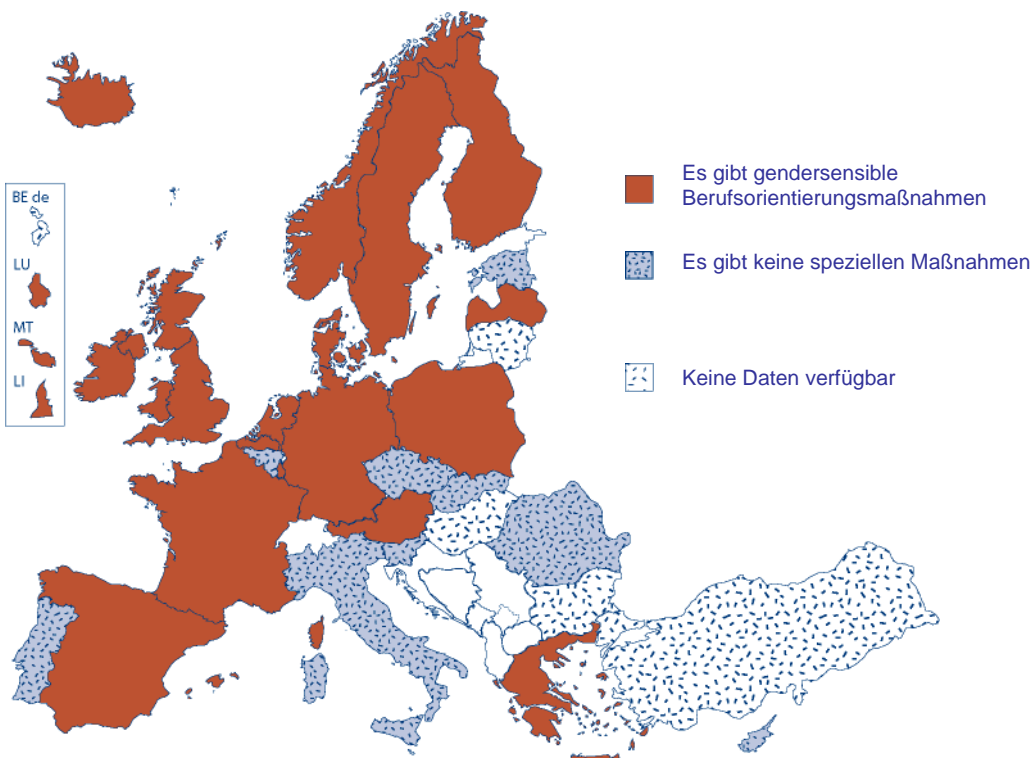 BE de
LU
MT
LI
Es gibt gendersensible
Berufsorientierungsmaßnahmen
Es gibt keine speziellen Maßnahmen
Keine Daten verfügbar